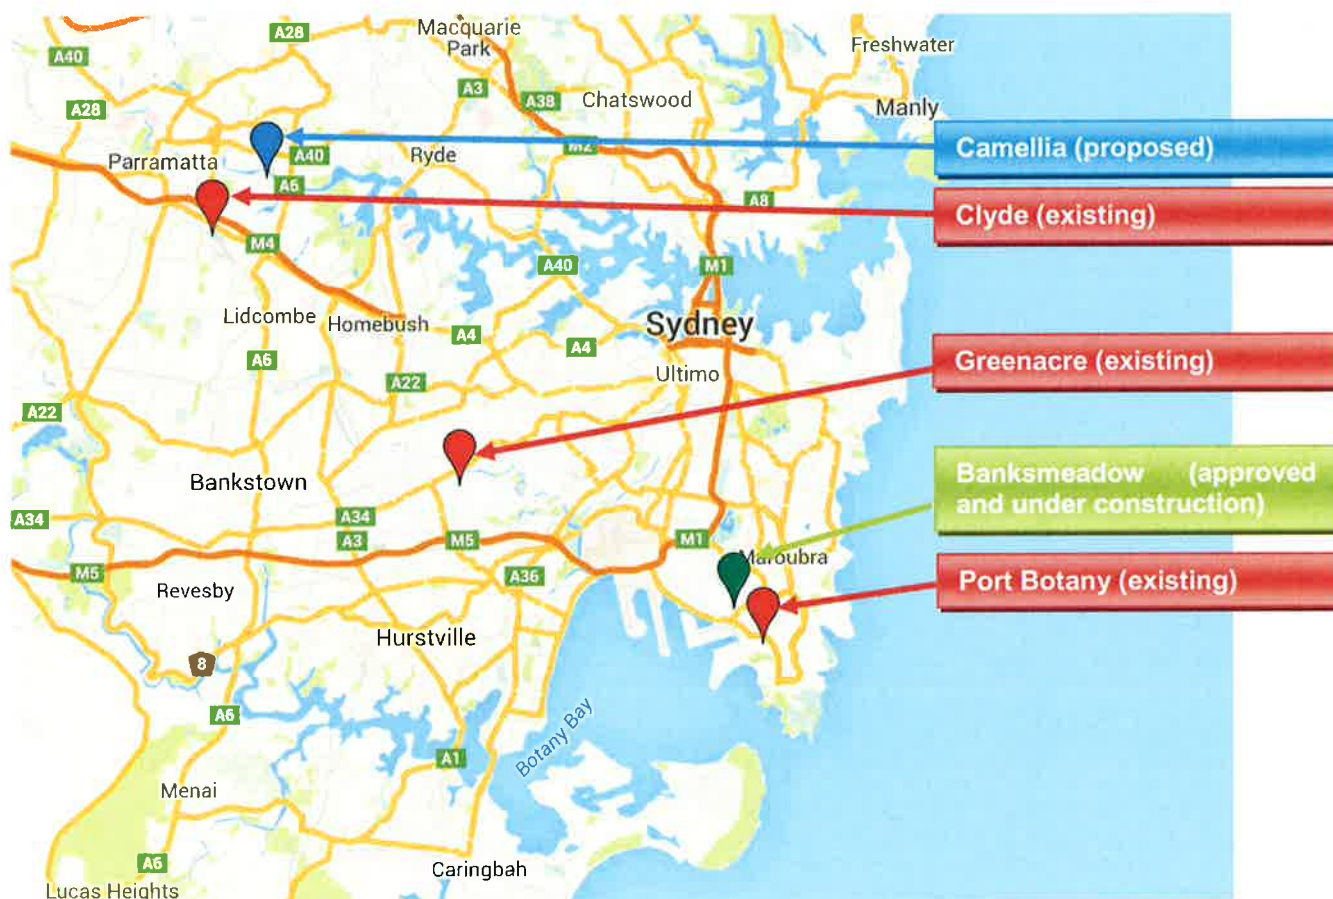 Macquarie
Park
A28
Freshwater
A40
A3
A38
Chatswood
A28
Manly
Camellia (proposed)
Parramatta
A40
Ryde
M2
A6
A8
Clyde (existing)
M4
A40
M1
Lidcombe
Homebush
A4
Sydney
A6
A4
Greenacre (existing)
Ultimo
A22
A22
Bankstown
Banksmeadow (approved
and under construction)
A34
A34
A3
M5
M1
Maroubra
M5
A36
Port Botany (existing)
Revesby
Hurstville
8
A6
Botany Bay
A1
Menai
A6
Caringbah
Lucas Heights